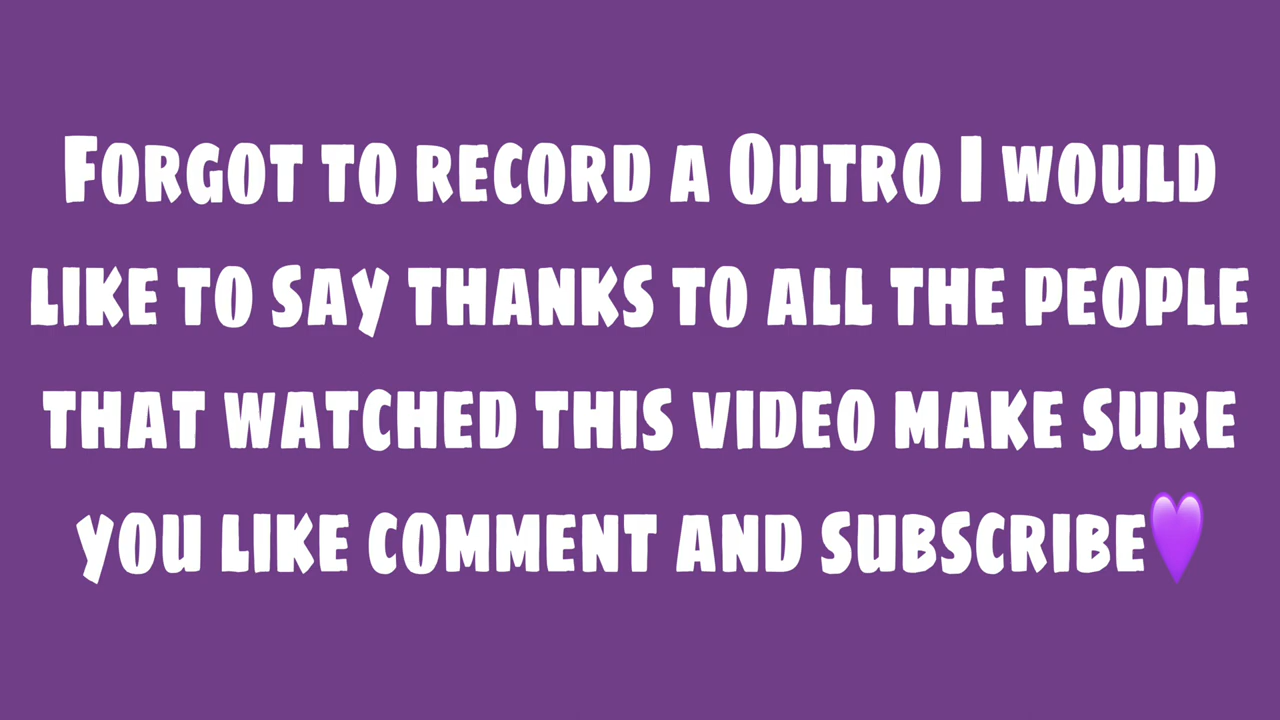 Forgot to record a Outro I would
like to say thanks to all the people
that watched this video make sure
you like comment and subscribe💜